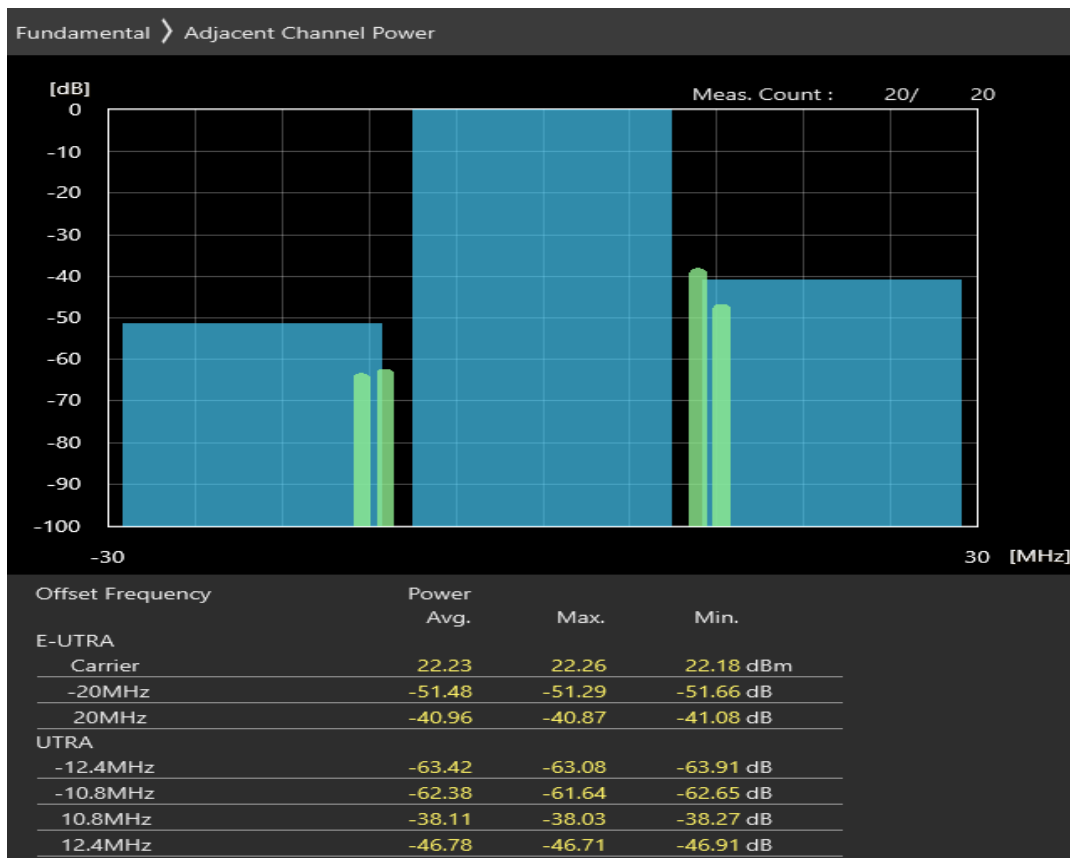 Fundamental 〉 Adjacent Channel Power
[dB]
Meas. Count : 20/ 20
0
-10
-20
-30
-40
-50
-60
-70
-80
-90
-100
-30 30 [MHz]
Offset Frequency Power
Avg. Max. Min.
E-UTRA
Carrier 22.23 22.26 22.18 dBm
-20MHz -51.48 -51.29 -51.66 dB
20MHz -40.96 -40.87 -41.08 dB
UTRA
-12.4MHz -63.42 -63.08 -63.91 dB
-10.8MHz -62.38 -61.64 -62.65 dB
10.8MHz -38.11 -38.03 -38.27 dB
12.4MHz -46.78 -46.71 -46.91 dB